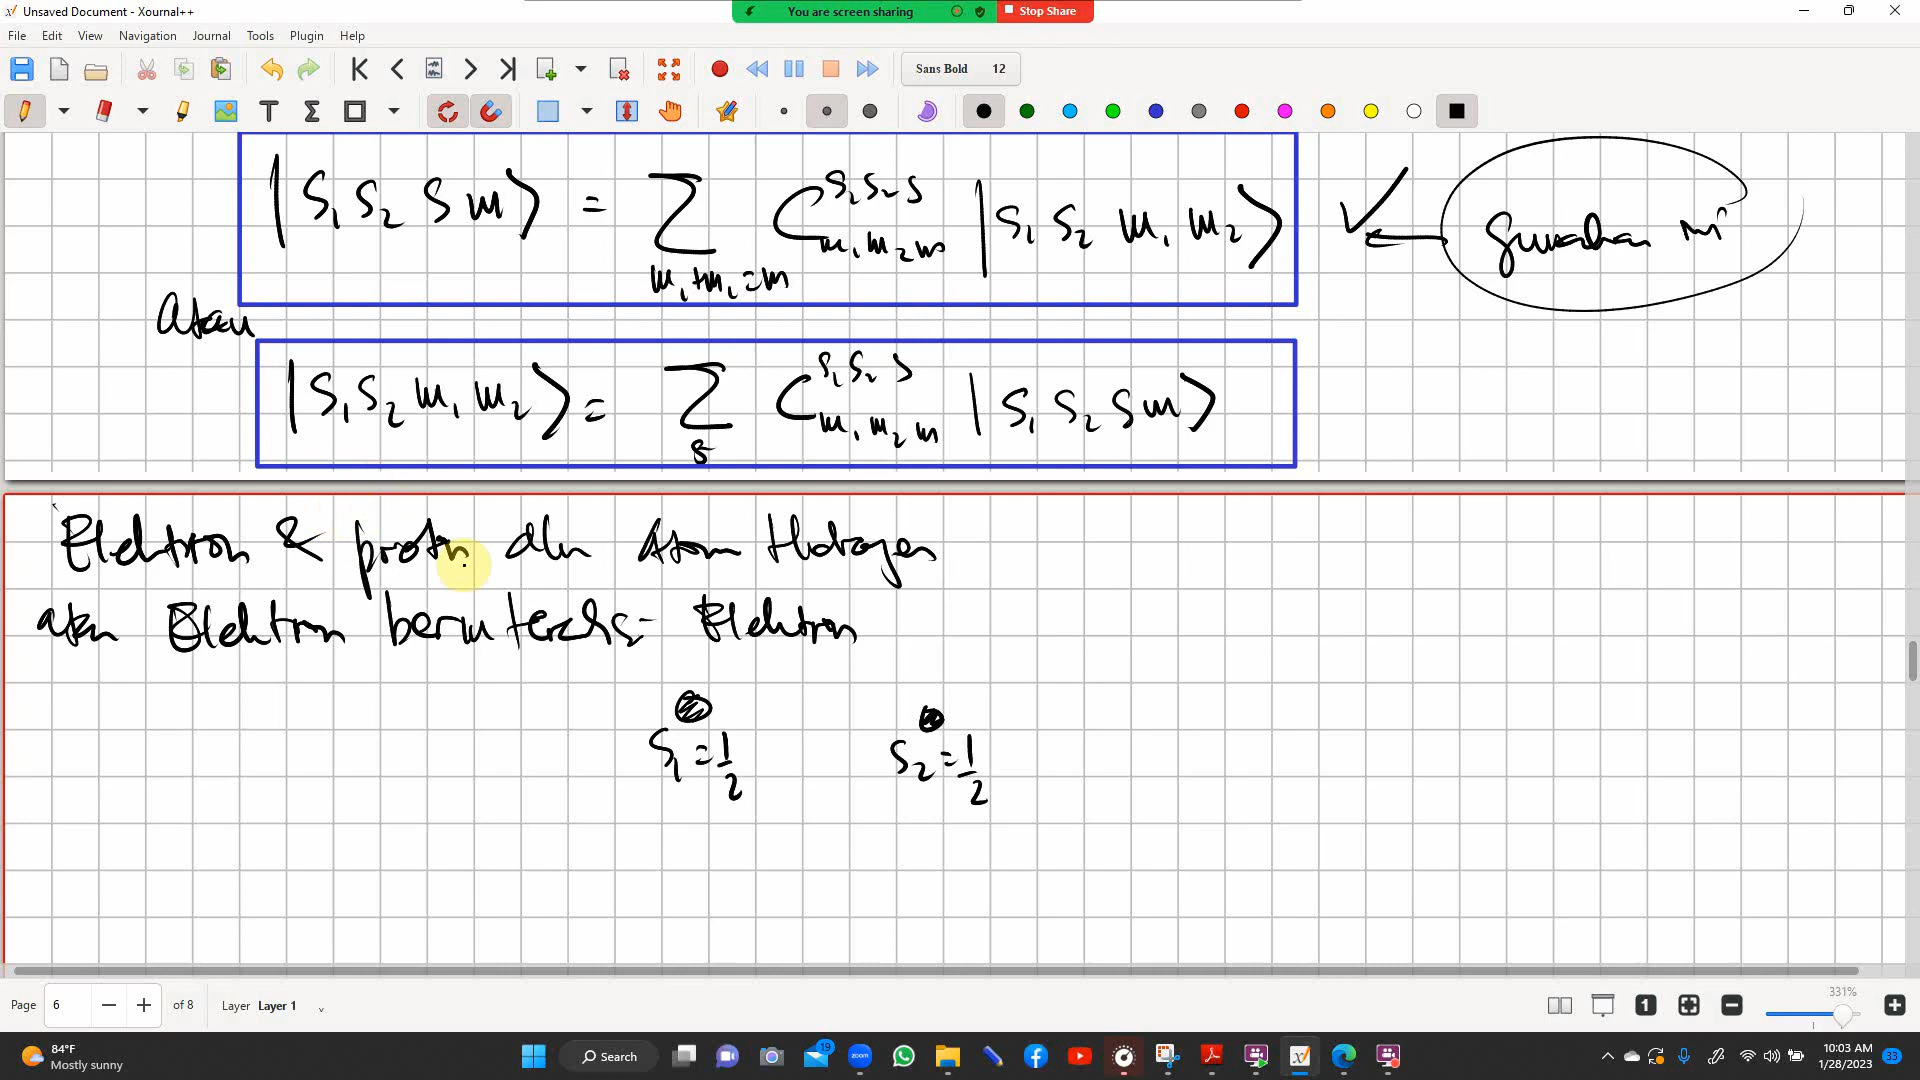 Unsaved Document - Xournal++
You are screen sharing
Stop Share
File Edit View Navigation Journal Tools Plugin Help
Sans Bold 12
|S₁ S₂ S m⟩ = Σ C |S₁ S₂ m₁ m₂⟩
S₁ S₂ S
m₁ m₂ m
m₁+m₂=m
gunakan ini
Atau
|S₁ S₂ m₁ m₂⟩ = Σ C |S₁ S₂ S m⟩
S₁ S₂ S
m₁ m₂ m
S
Elektron & proton dlm Atom Hidrogen
atau Elektron berinteraksi Elektron
S₁ = 1/2 S₂ = 1/2
Page 6 of 8 Layer Layer 1
331%
84°F
Mostly sunny
Search
19
zoom
10:03 AM
1/28/2023
33